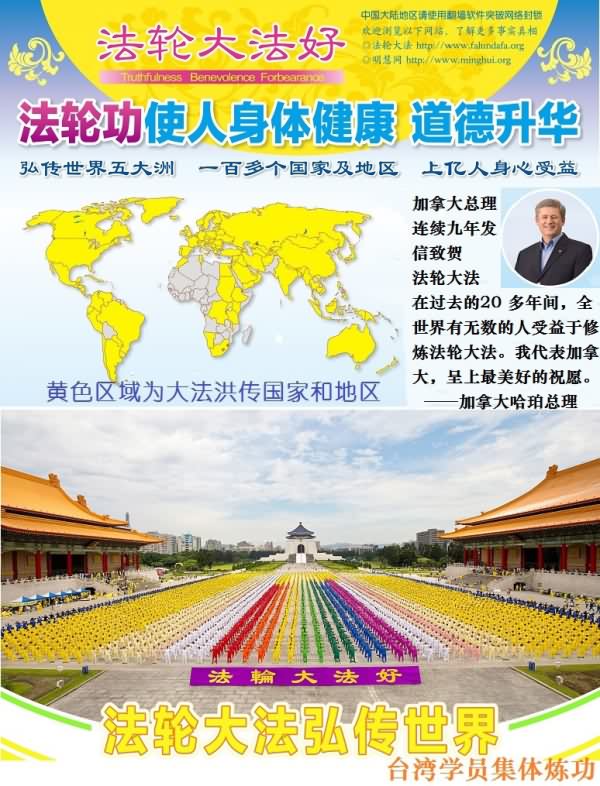 中国大陆地区请使用翻墙软件突破网络封锁
欢迎浏览以下网站，了解更多事实真相
◎法轮大法 http://www.falundafa.org
◎明慧网 http://www.minghui.org
法轮大法好
Truthfulness Benevolence Forbearance
法轮功使人身体健康 道德升华
弘传世界五大洲 一百多个国家及地区 上亿人身心受益
加拿大总理
连续九年发
信致贺
法轮大法
在过去的20 多年间，全
世界有无数的人受益于修
炼法轮大法。我代表加拿
大，呈上最美好的祝愿。
——加拿大哈珀总理
黄色区域为大法洪传国家和地区
法輪大法好
法轮大法弘传世界
台湾学员集体炼功